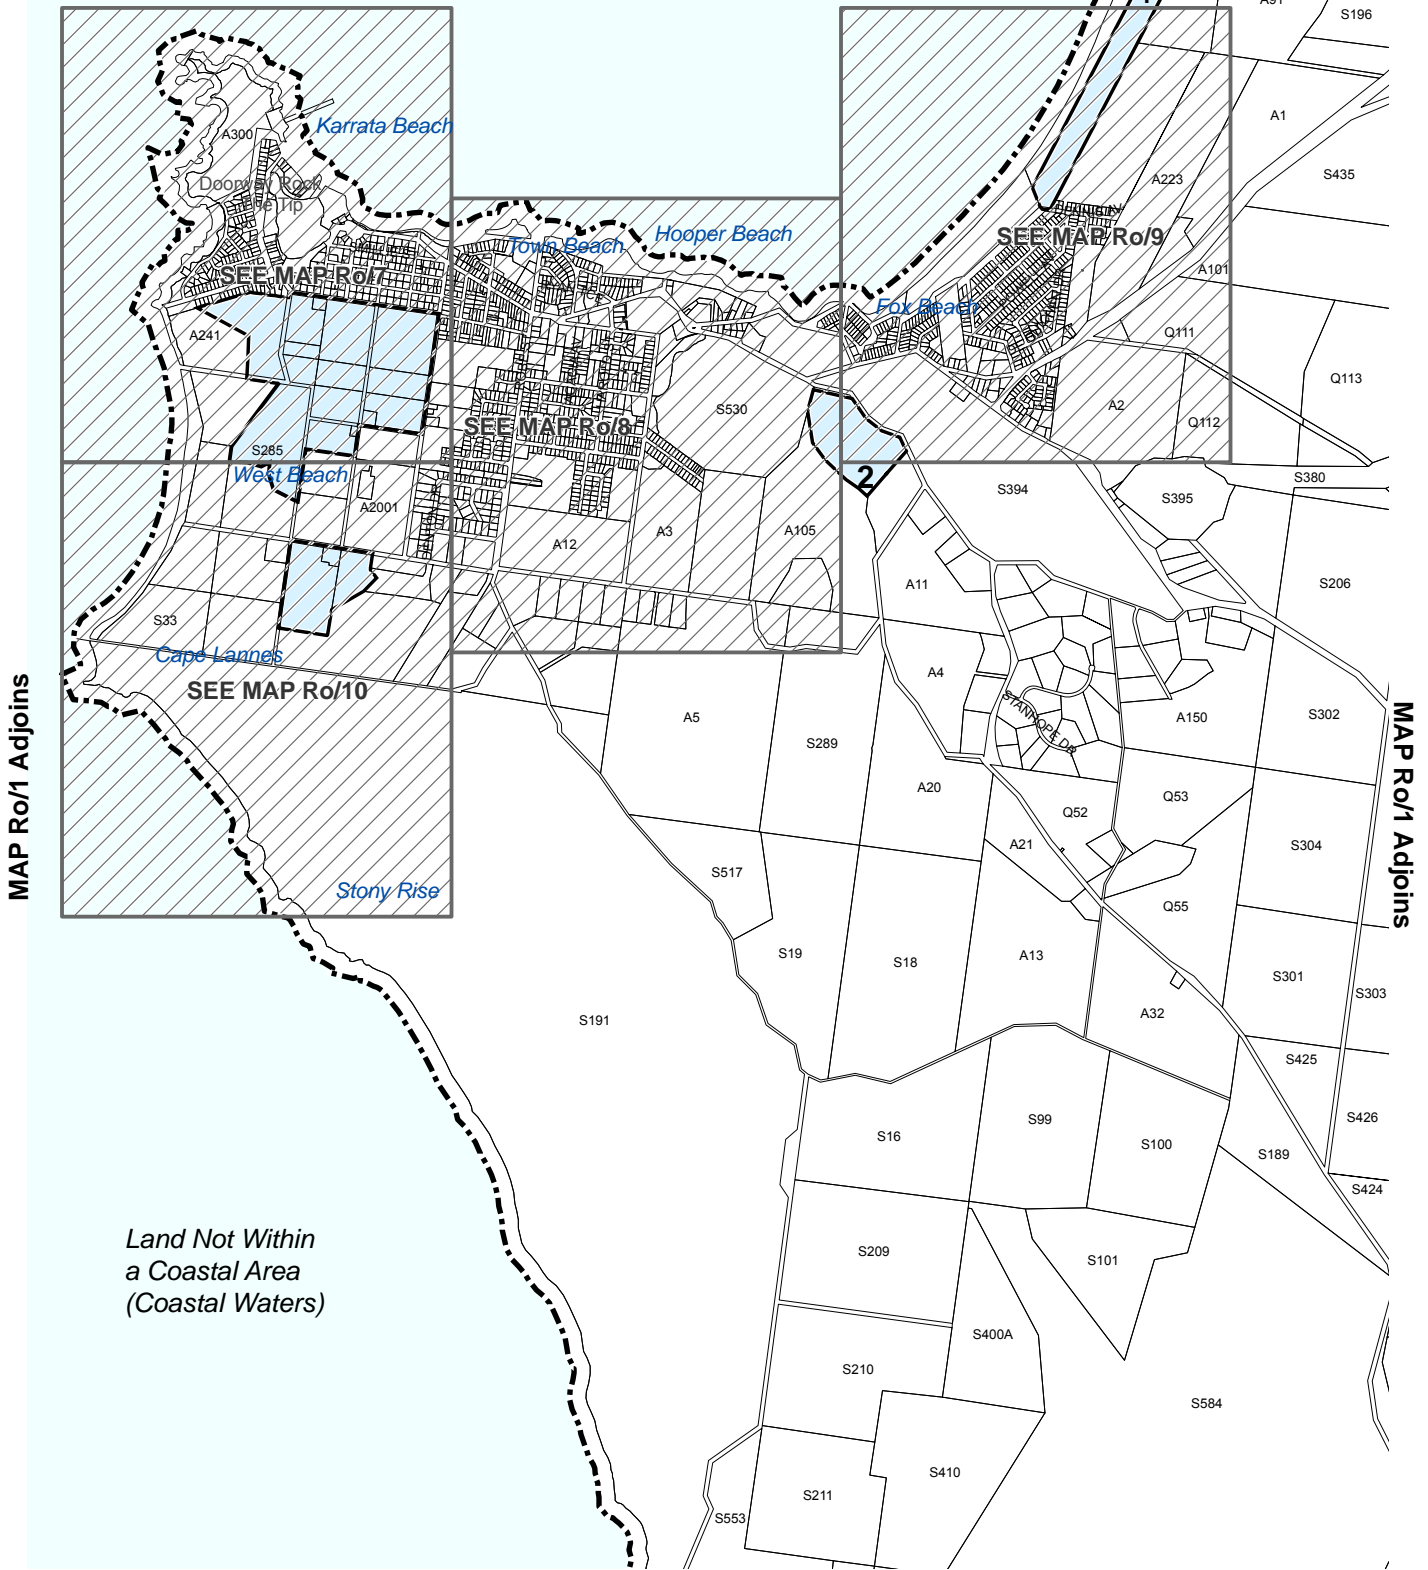 A91
S196
A1
S435
Karrata Beach
A300
Doorway Rock
The Tip
A223
SEE MAP Ro/9
Hooper Beach
Town Beach
SEE MAP Ro/7
A101
Fox Beach
A241
Q111
Q113
S530
A2
Q112
SEE MAP Ro/8
S285
West Beach
2
S380
S394
S395
A2001
A3
A105
A12
A11
S206
S33
Cape Lannes
SEE MAP Ro/10
A4
STANHOPE DR
A5
S289
A150
S302
MAP Ro/1 Adjoins
MAP Ro/1 Adjoins
A20
Q53
Q52
A21
S304
S517
Stony Rise
Q55
S19
S18
A13
S301
S303
S191
A32
S425
S426
S16
S99
S100
S189
S424
Land Not Within
a Coastal Area
(Coastal Waters)
S209
S101
S400A
S210
S584
S410
S211
S553